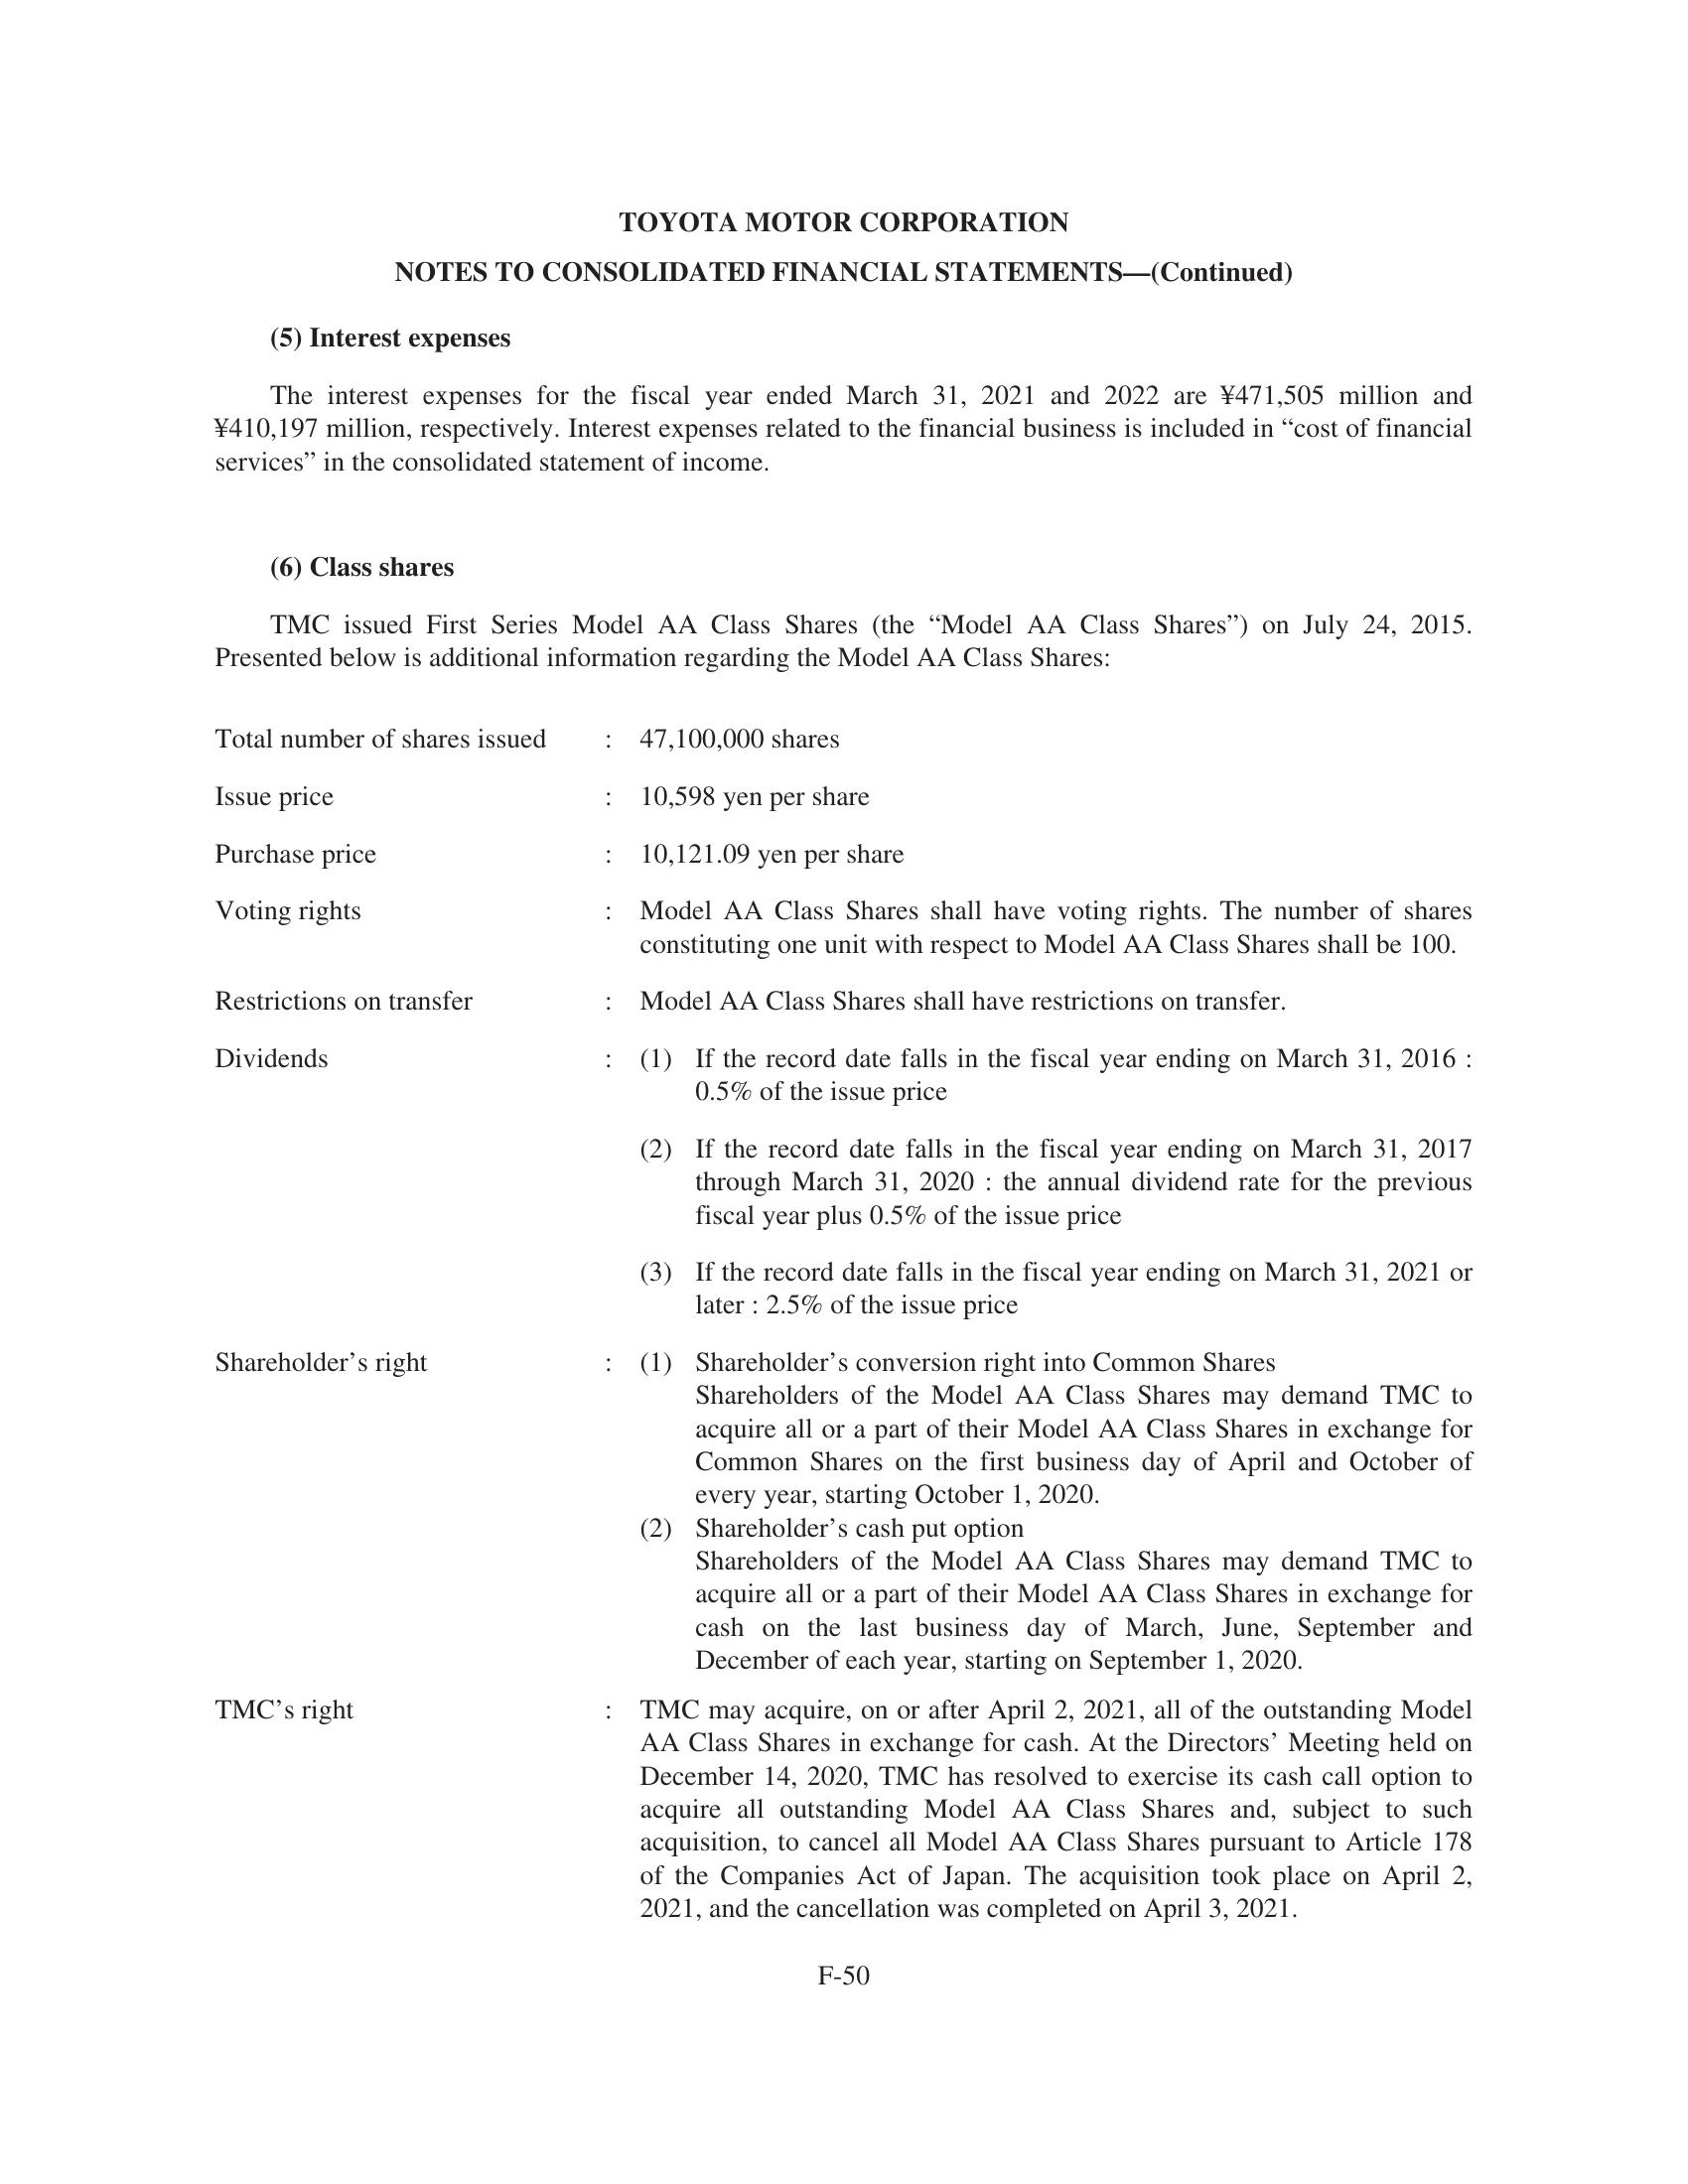 TOYOTA MOTOR CORPORATION
NOTES TO CONSOLIDATED FINANCIAL STATEMENTS—(Continued)
(5) Interest expenses
The interest expenses for the fiscal year ended March 31, 2021 and 2022 are ¥471,505 million and
¥410,197 million, respectively. Interest expenses related to the financial business is included in “cost of financial
services” in the consolidated statement of income.
(6) Class shares
TMC issued First Series Model AA Class Shares (the “Model AA Class Shares”) on July 24, 2015.
Presented below is additional information regarding the Model AA Class Shares:
Total number of shares issued : 47,100,000 shares
Issue price : 10,598 yen per share
Purchase price : 10,121.09 yen per share
Voting rights : Model AA Class Shares shall have voting rights. The number of shares
constituting one unit with respect to Model AA Class Shares shall be 100.
Restrictions on transfer : Model AA Class Shares shall have restrictions on transfer.
Dividends : (1) If the record date falls in the fiscal year ending on March 31, 2016 :
0.5% of the issue price
(2) If the record date falls in the fiscal year ending on March 31, 2017
through March 31, 2020 : the annual dividend rate for the previous
fiscal year plus 0.5% of the issue price
(3) If the record date falls in the fiscal year ending on March 31, 2021 or
later : 2.5% of the issue price
Shareholder’s right : (1) Shareholder’s conversion right into Common Shares
Shareholders of the Model AA Class Shares may demand TMC to
acquire all or a part of their Model AA Class Shares in exchange for
Common Shares on the first business day of April and October of
every year, starting October 1, 2020.
(2) Shareholder’s cash put option
Shareholders of the Model AA Class Shares may demand TMC to
acquire all or a part of their Model AA Class Shares in exchange for
cash on the last business day of March, June, September and
December of each year, starting on September 1, 2020.
TMC’s right : TMC may acquire, on or after April 2, 2021, all of the outstanding Model
AA Class Shares in exchange for cash. At the Directors’ Meeting held on
December 14, 2020, TMC has resolved to exercise its cash call option to
acquire all outstanding Model AA Class Shares and, subject to such
acquisition, to cancel all Model AA Class Shares pursuant to Article 178
of the Companies Act of Japan. The acquisition took place on April 2,
2021, and the cancellation was completed on April 3, 2021.
F-50